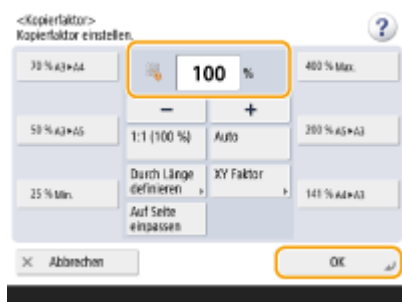 <Kopierfaktor>
Kopierfaktor einstellen.
?
70 % A3►A4
100 %
400 % Max.
− +
50 % A3►A5
1:1 (100 %)
Auto
200 % A5►A3
25 % Min.
Durch Länge
definieren
XY Faktor
141 % A4►A3
Auf Seite
einpassen
× Abbrechen
OK